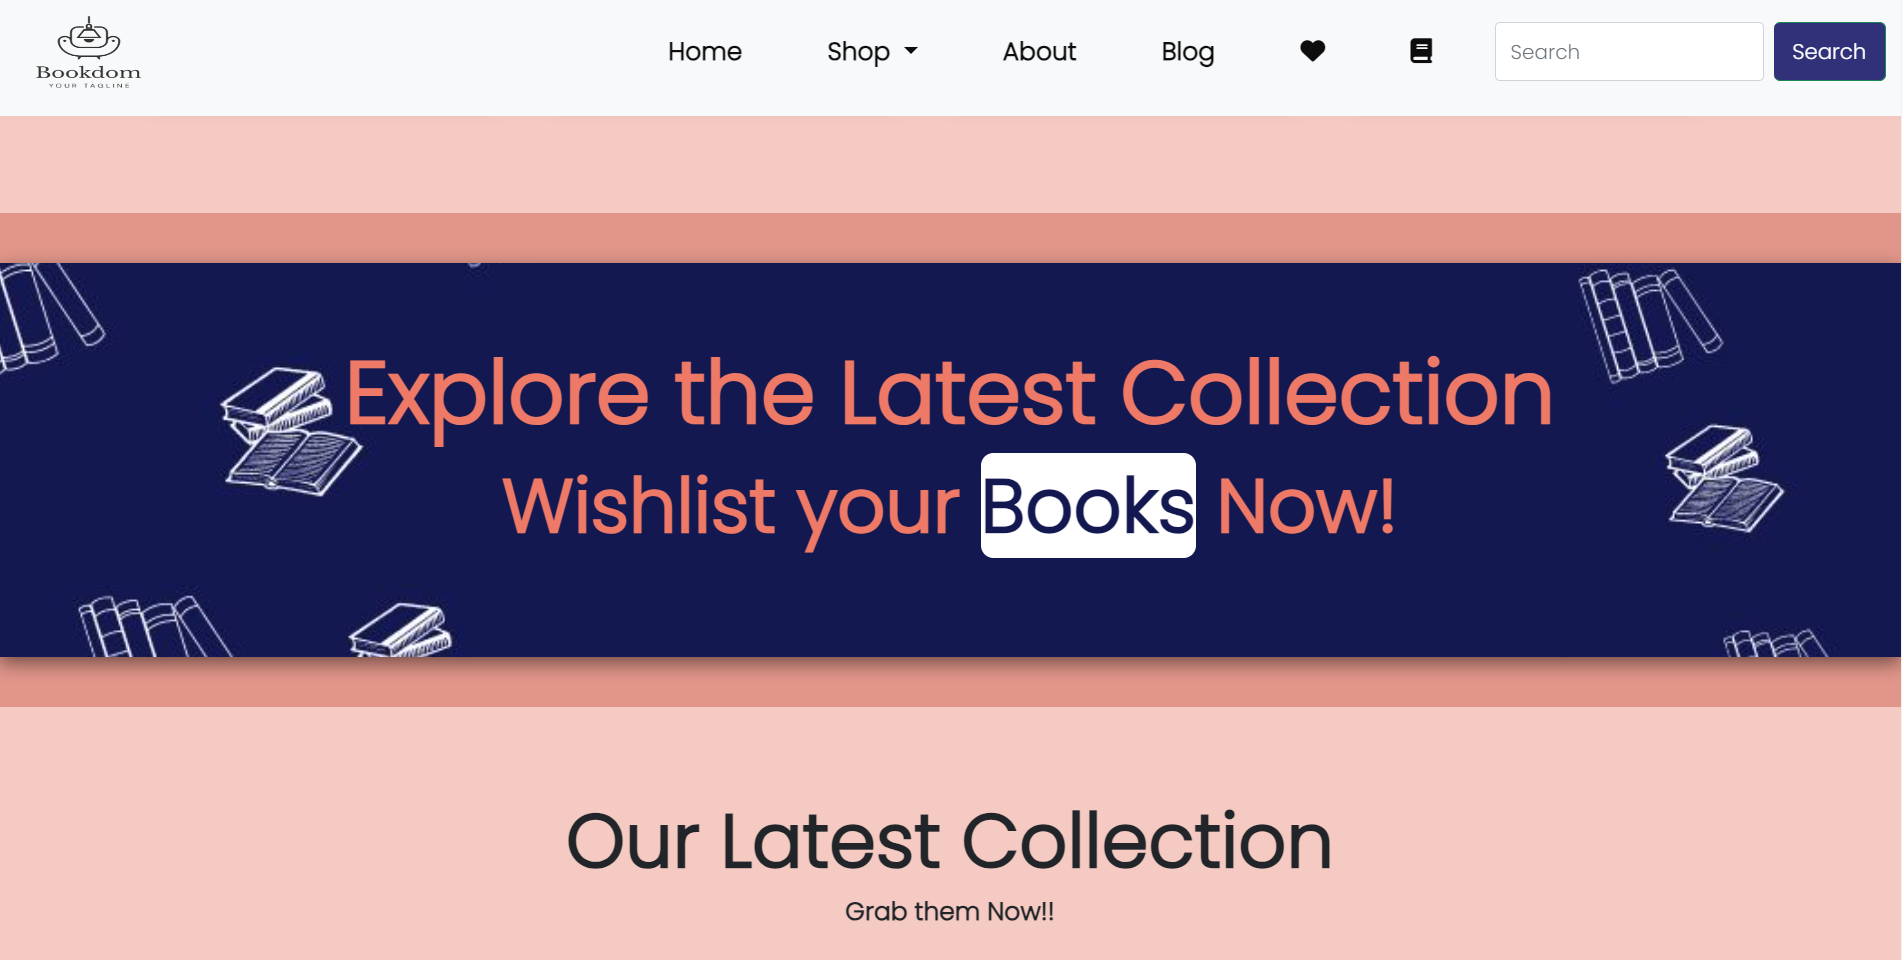 Bookdom
YOUR TAGLINE
Home Shop About Blog Search Search
Explore the Latest Collection
Wishlist your Books Now!
Our Latest Collection
Grab them Now!!